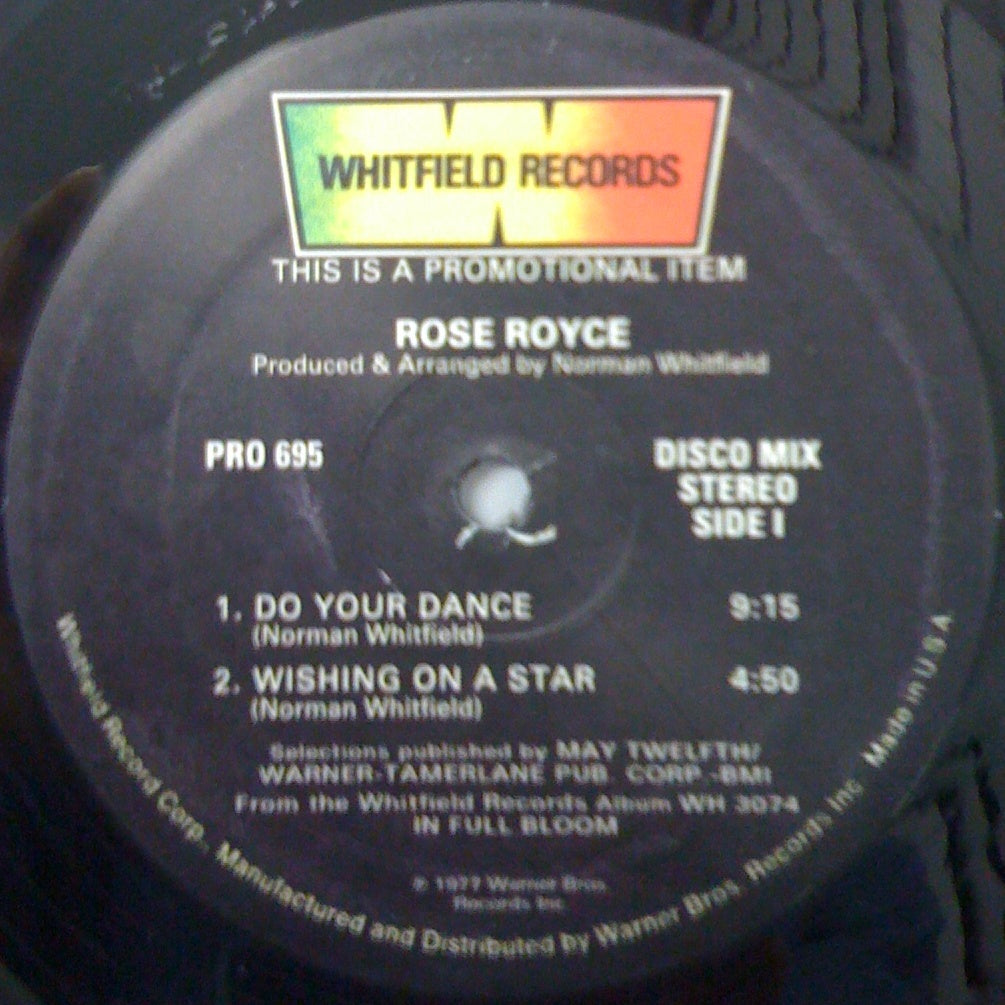 WHITFIELD RECORDS
THIS IS A PROMOTIONAL ITEM
ROSE ROYCE
Produced & Arranged by Norman Whitfield
PRO 695
DISCO MIX
STEREO
SIDE I
1. DO YOUR DANCE 9:15
(Norman Whitfield)
2. WISHING ON A STAR 4:50
(Norman Whitfield)
Selections published by MAY TWELFTH/
WARNER-TAMERLANE PUB. CORP.-BMI
From the Whitfield Records Album WH 3074
IN FULL BLOOM
℗ 1977 Warner Bros.
Records Inc.
Whitfield Record Corp., Manufactured and Distributed by Warner Bros. Records Inc. Made in U S A